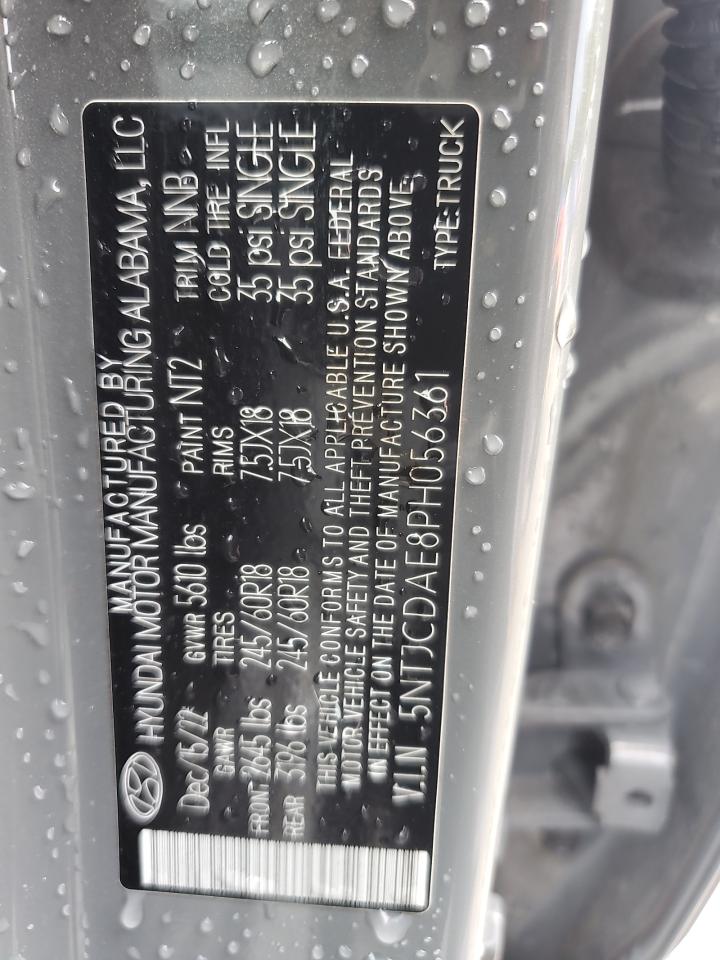 MANUFACTURED BY
HYUNDAI MOTOR MANUFACTURING ALABAMA, LLC
Dec/15/22 GVWR 5610 lbs PAINT NT2 TRIM NNB
GAWR TIRES RIMS COLD TIRE INFL
FRONT 2645 lbs 245/60R18 7.5JX18 35 psi SINGLE
REAR 3196 lbs 245/60R18 7.5JX18 35 psi SINGLE
THIS VEHICLE CONFORMS TO ALL APPLICABLE U.S.A. FEDERAL
MOTOR VEHICLE SAFETY AND THEFT PREVENTION STANDARDS
IN EFFECT ON THE DATE OF MANUFACTURE SHOWN ABOVE.
V.I.N 5NTJCDAE8PH056361 TYPE:TRUCK